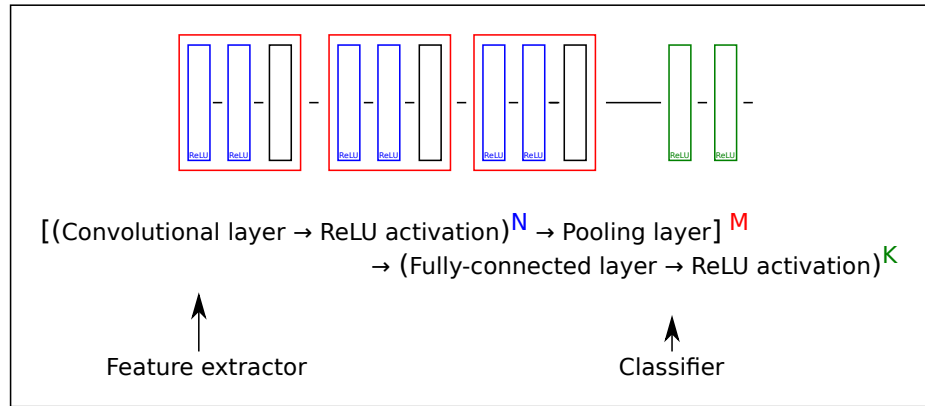 ReLU ReLU ReLU ReLU ReLU ReLU ReLU ReLU
[(Convolutional layer → ReLU activation)N → Pooling layer] M
→ (Fully-connected layer → ReLU activation)K
Feature extractor Classifier